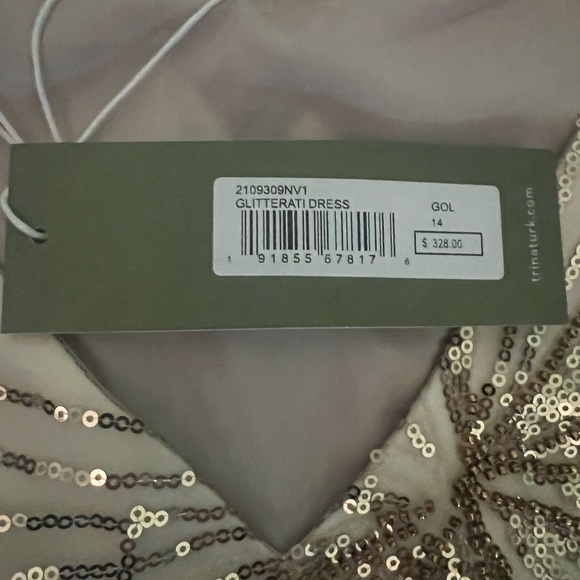 2109309NV1
GLITTERATI DRESS
GOL
14
$ 328.00
1 91855 67817 6
trinaturk.com